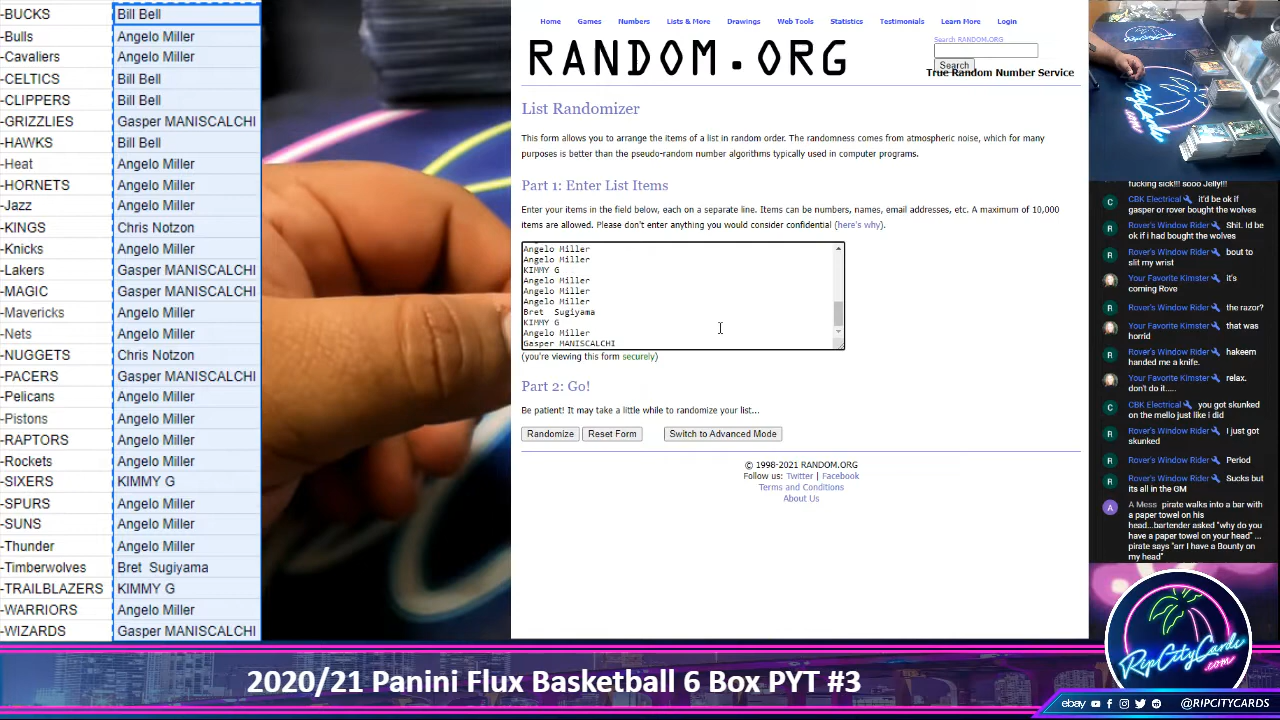 -BUCKS Bill Bell
-Bulls Angelo Miller
-Cavaliers Angelo Miller
-CELTICS Bill Bell
-CLIPPERS Bill Bell
-GRIZZLIES Gasper MANISCALCHI
-HAWKS Bill Bell
-Heat Angelo Miller
-HORNETS Angelo Miller
-Jazz Angelo Miller
-KINGS Chris Notzon
-Knicks Angelo Miller
-Lakers Gasper MANISCALCHI
-MAGIC Gasper MANISCALCHI
-Mavericks Angelo Miller
-Nets Angelo Miller
-NUGGETS Chris Notzon
-PACERS Gasper MANISCALCHI
-Pelicans Angelo Miller
-Pistons Angelo Miller
-RAPTORS Angelo Miller
-Rockets Angelo Miller
-SIXERS KIMMY G
-SPURS Angelo Miller
-SUNS Angelo Miller
-Thunder Angelo Miller
-Timberwolves Bret  Sugiyama
-TRAILBLAZERS KIMMY G
-WARRIORS Angelo Miller
-WIZARDS Gasper MANISCALCHI
Home Games Numbers Lists & More Drawings Web Tools Statistics Testimonials Learn More Login
RANDOM.ORG
Search RANDOM.ORG
Search
True Random Number Service
List Randomizer
This form allows you to arrange the items of a list in random order. The randomness comes from atmospheric noise, which for many
purposes is better than the pseudo-random number algorithms typically used in computer programs.
Part 1: Enter List Items
Enter your items in the field below, each on a separate line. Items can be numbers, names, email addresses, etc. A maximum of 10,000
items are allowed. Please don't enter anything you would consider confidential (here's why).
Angelo Miller
Angelo Miller
KIMMY G
Angelo Miller
Angelo Miller
Angelo Miller
Bret  Sugiyama
KIMMY G
Angelo Miller
Gasper MANISCALCHI
(you're viewing this form securely)
Part 2: Go!
Be patient! It may take a little while to randomize your list...
Randomize Reset Form Switch to Advanced Mode
© 1998-2021 RANDOM.ORG
Follow us: Twitter | Facebook
Terms and Conditions
About Us
fucking sick!!! sooo Jelly!!!
C CBK Electrical it'd be ok if
gasper or rover bought the wolves
R Rover's Window Rider Shit. Id be
ok if i had bought the wolves
R Rover's Window Rider bout to
slit my wrist
Your Favorite Kimster it's
coming Rove
R Rover's Window Rider the razor?
Your Favorite Kimster that was
horrid
R Rover's Window Rider hakeem
handed me a knife.
Your Favorite Kimster relax.
don't do it.....
C CBK Electrical you got skunked
on the mello just like i did
R Rover's Window Rider I just got
skunked
R Rover's Window Rider Period
R Rover's Window Rider Sucks but
its all in the GM
A A Mess pirate walks into a bar with
a paper towel on his
head...bartender asked "why do you
have a paper towel on your head" ...
pirate says "arr I have a Bounty on
my head"
RipCityCards
.com
2020/21 Panini Flux Basketball 6 Box PYT #3
ebay @RIPCITYCARDS